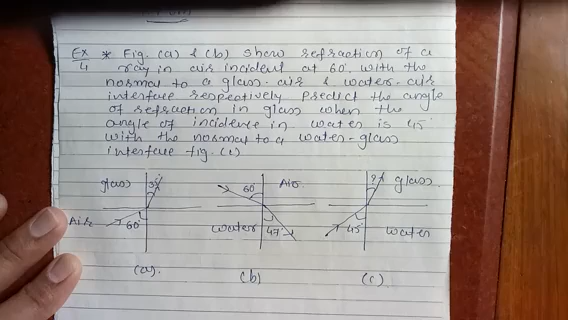 Ex 4 * Fig. (a) & (b) show refraction of a
ray in air incident at 60° with the
normal to a glass-air & water-air
interface respectively Predict the angle
of refraction in glass when the
angle of incidence in water is 45°
with the normal to a water-glass
interface fig. (c)
glass
Air 60°
(a).
60° Air.
water 47°
(b)
? glass.
45° water
(c)